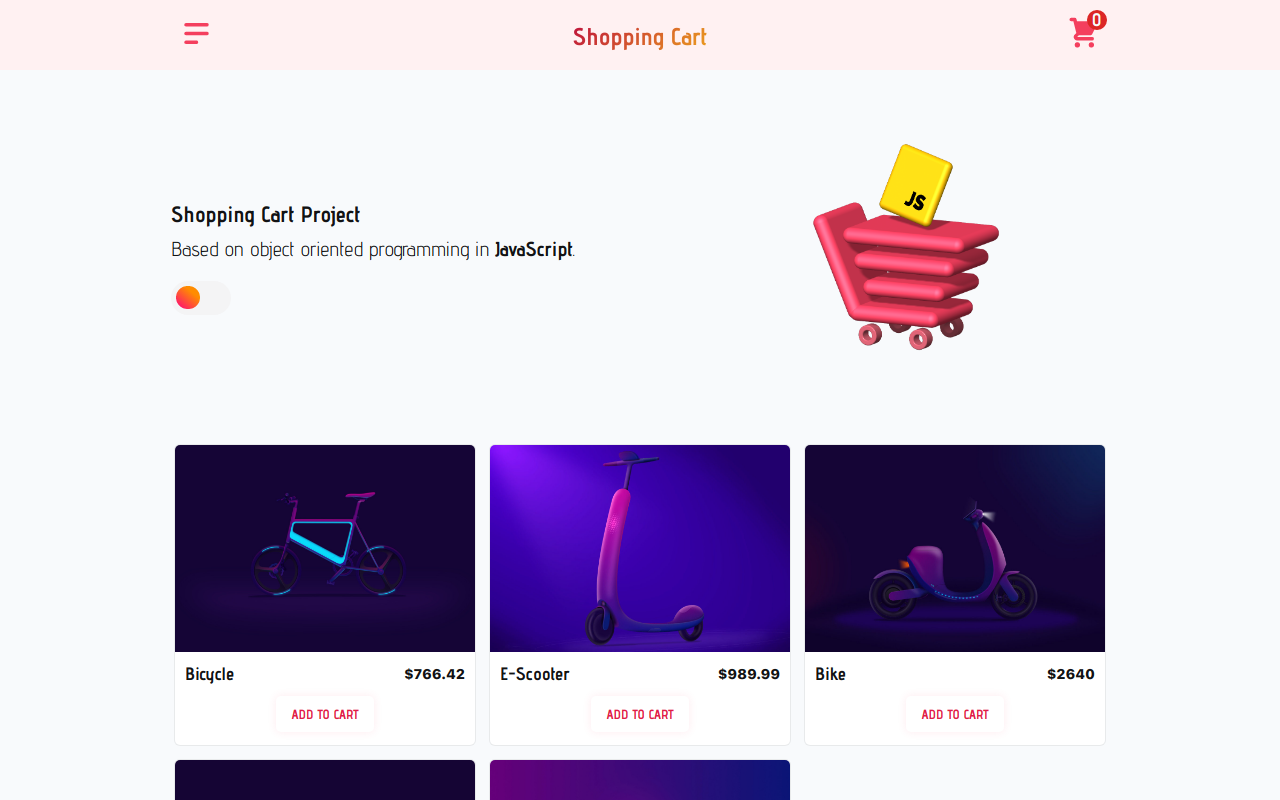 Shopping Cart
0
JS
Shopping Cart Project
Based on object oriented programming in JavaScript.
Bicycle $766.42
ADD TO CART
E-Scooter $989.99
ADD TO CART
Bike $2640
ADD TO CART